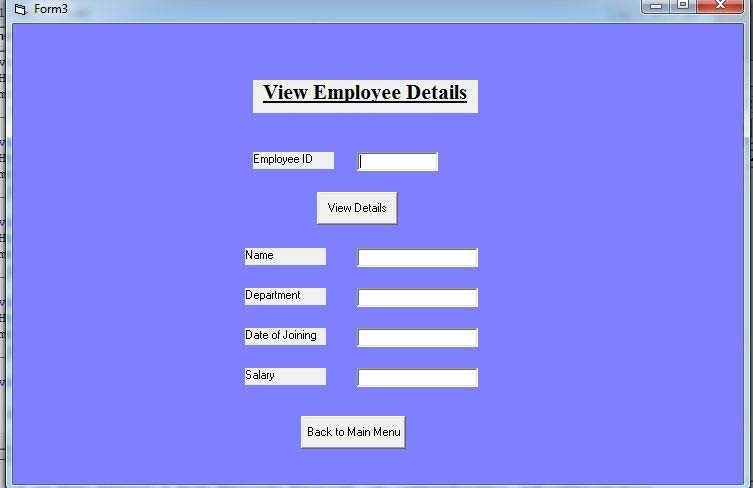 Form3
View Employee Details
Employee ID
View Details
Name
Department
Date of Joining
Salary
Back to Main Menu